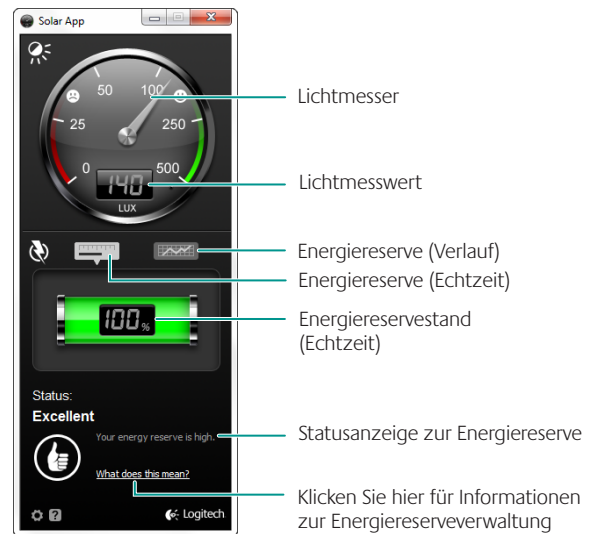 Solar App
50
100
25
250
0
500
140
LUX
Lichtmesser
Lichtmesswert
Energiereserve (Verlauf)
Energiereserve (Echtzeit)
100%
Energiereservestand
(Echtzeit)
Status:
Excellent
Your energy reserve is high.
What does this mean?
Statusanzeige zur Energiereserve
Klicken Sie hier für Informationen
zur Energiereserveverwaltung
?
Logitech